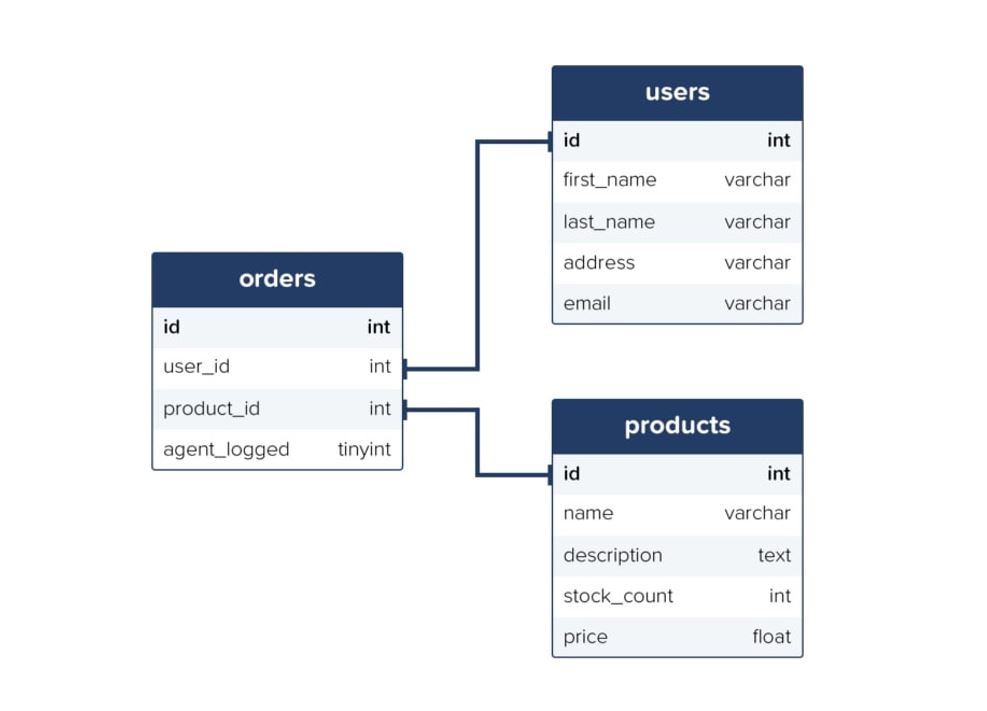 users
id int
first_name varchar
last_name varchar
address varchar
email varchar
orders
id int
user_id int
product_id int
agent_logged tinyint
products
id int
name varchar
description text
stock_count int
price float